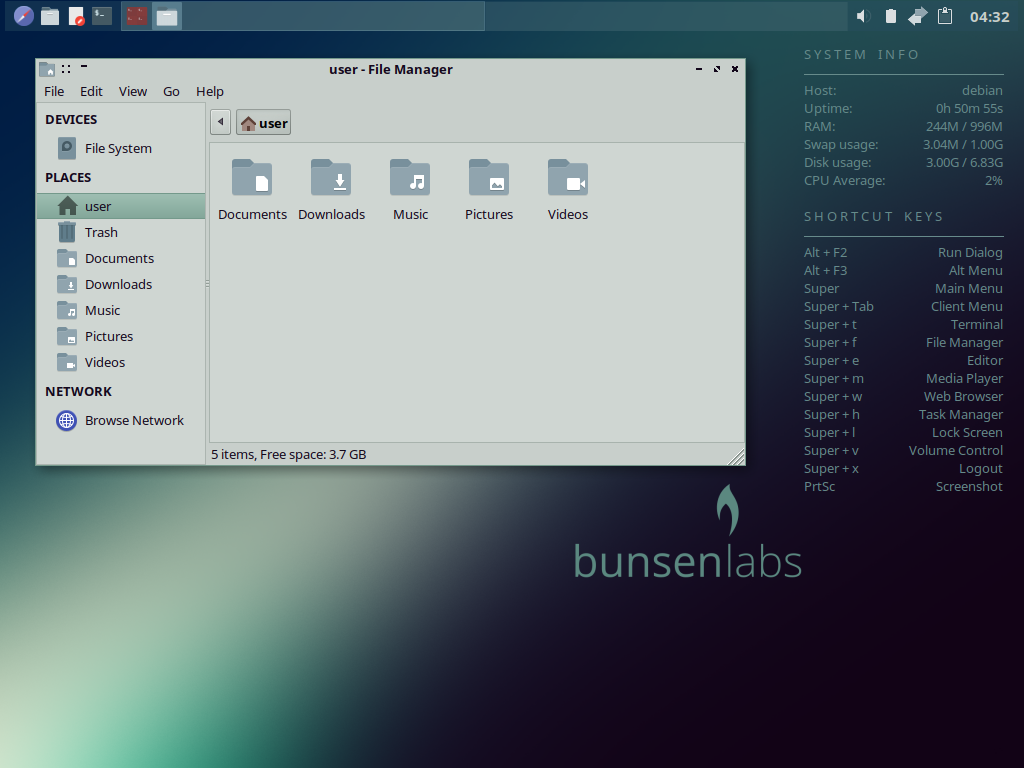 04:32
user - File Manager
File Edit View Go Help
DEVICES
File System
PLACES
user
Trash
Documents
Downloads
Music
Pictures
Videos
NETWORK
Browse Network
user
Documents Downloads Music Pictures Videos
5 items, Free space: 3.7 GB
SYSTEM INFO
Host: debian
Uptime: 0h 50m 55s
RAM: 244M / 996M
Swap usage: 3.04M / 1.00G
Disk usage: 3.00G / 6.83G
CPU Average: 2%
SHORTCUT KEYS
Alt + F2 Run Dialog
Alt + F3 Alt Menu
Super Main Menu
Super + Tab Client Menu
Super + t Terminal
Super + f File Manager
Super + e Editor
Super + m Media Player
Super + w Web Browser
Super + h Task Manager
Super + l Lock Screen
Super + v Volume Control
Super + x Logout
PrtSc Screenshot
bunsenlabs